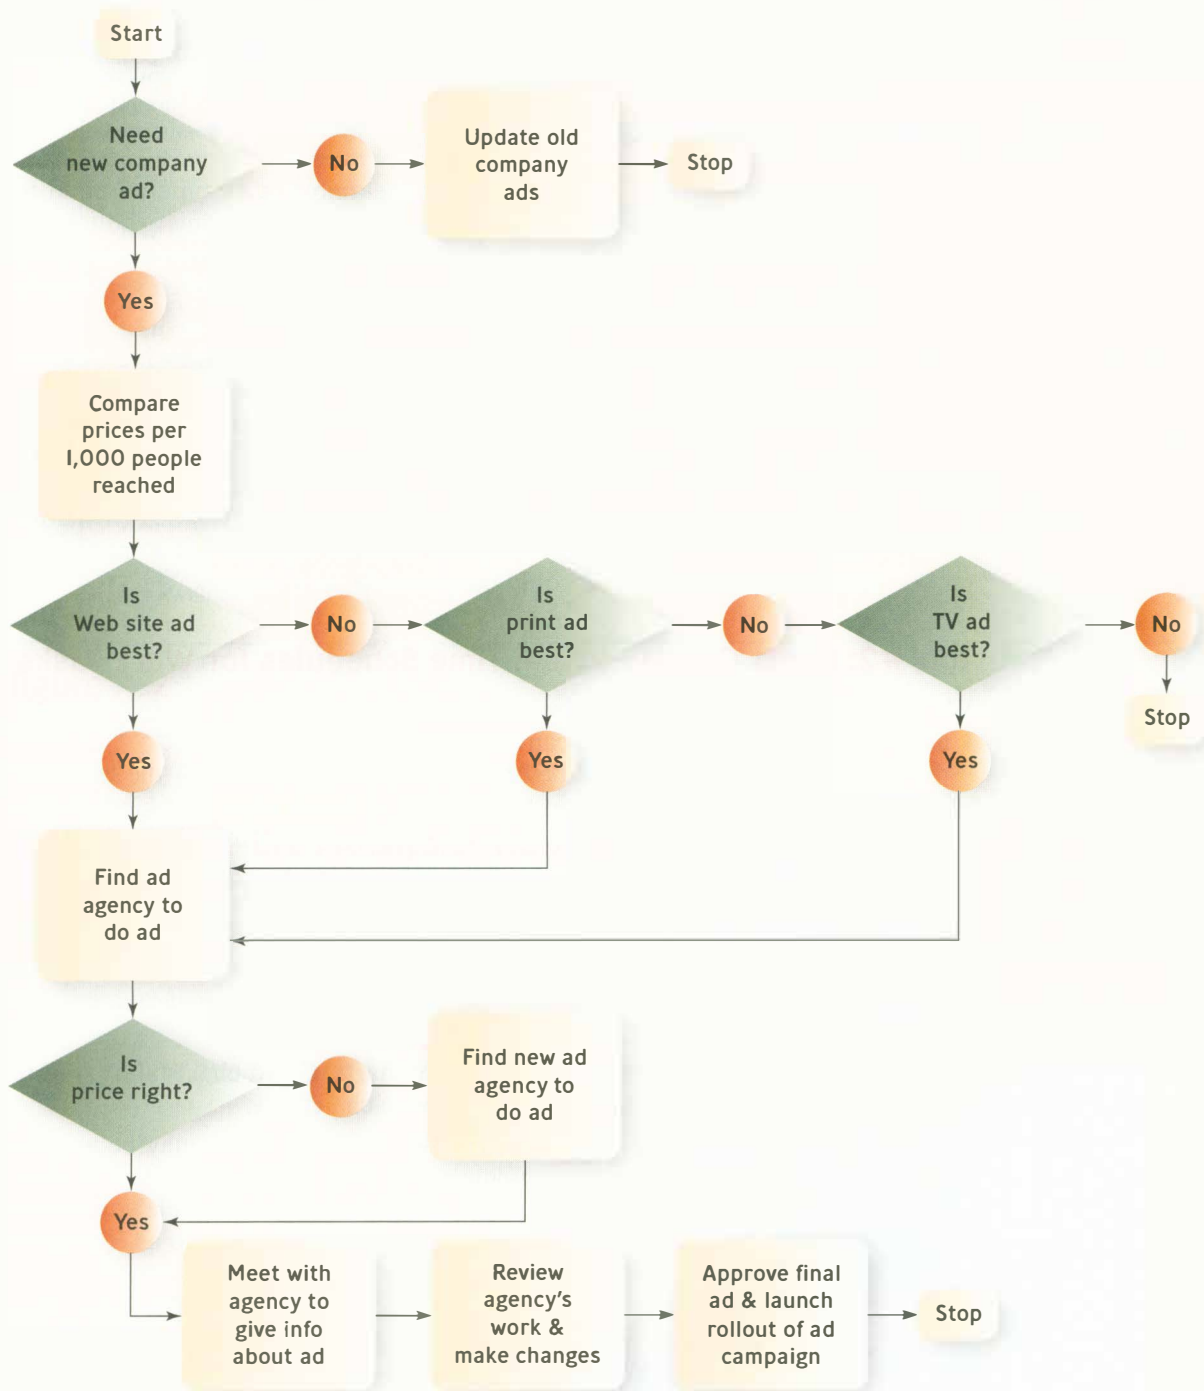 Start
Need
new company
ad?
No
Update old
company
ads
Stop
Yes
Compare
prices per
1,000 people
reached
Is
Web site ad
best?
No
Is
print ad
best?
No
Is
TV ad
best?
No
Stop
Yes
Yes
Yes
Find ad
agency to
do ad
Is
price right?
No
Find new ad
agency to
do ad
Yes
Meet with
agency to
give info
about ad
Review
agency's
work &
make changes
Approve final
ad & launch
rollout of ad
campaign
Stop